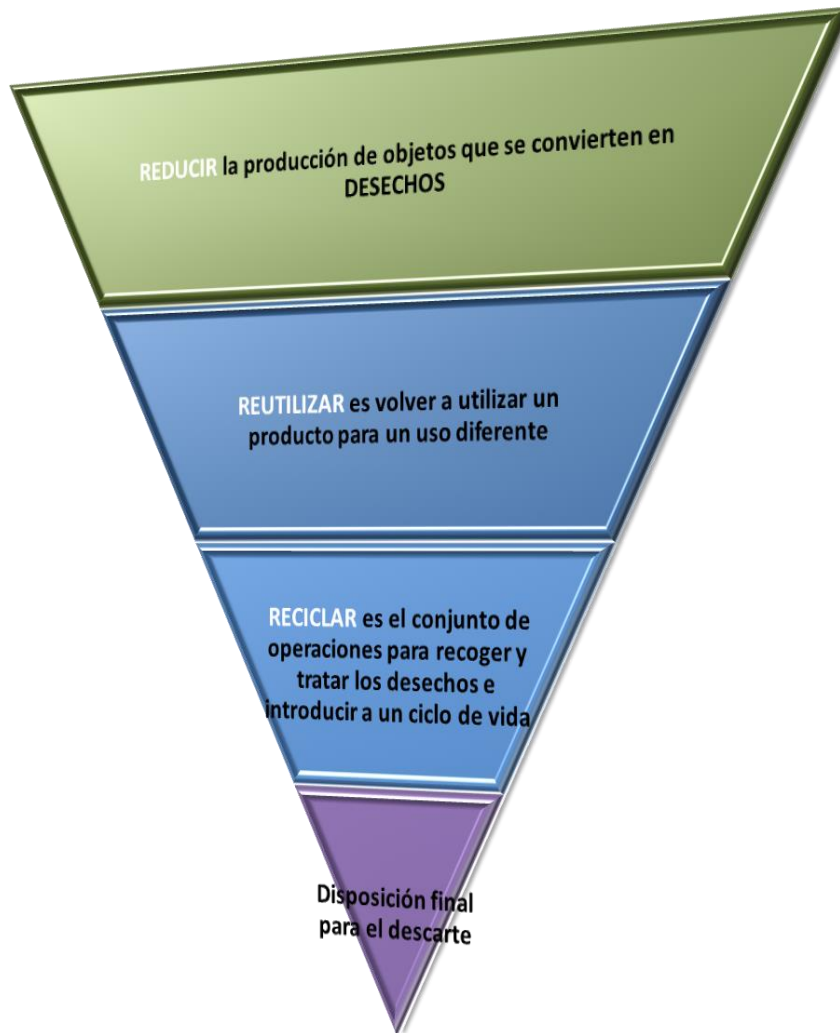 REDUCIR la producción de objetos que se convierten en
DESECHOS
REUTILIZAR es volver a utilizar un
producto para un uso diferente
RECICLAR es el conjunto de
operaciones para recoger y
tratar los desechos e
introducir a un ciclo de vida
Disposición final
para el descarte